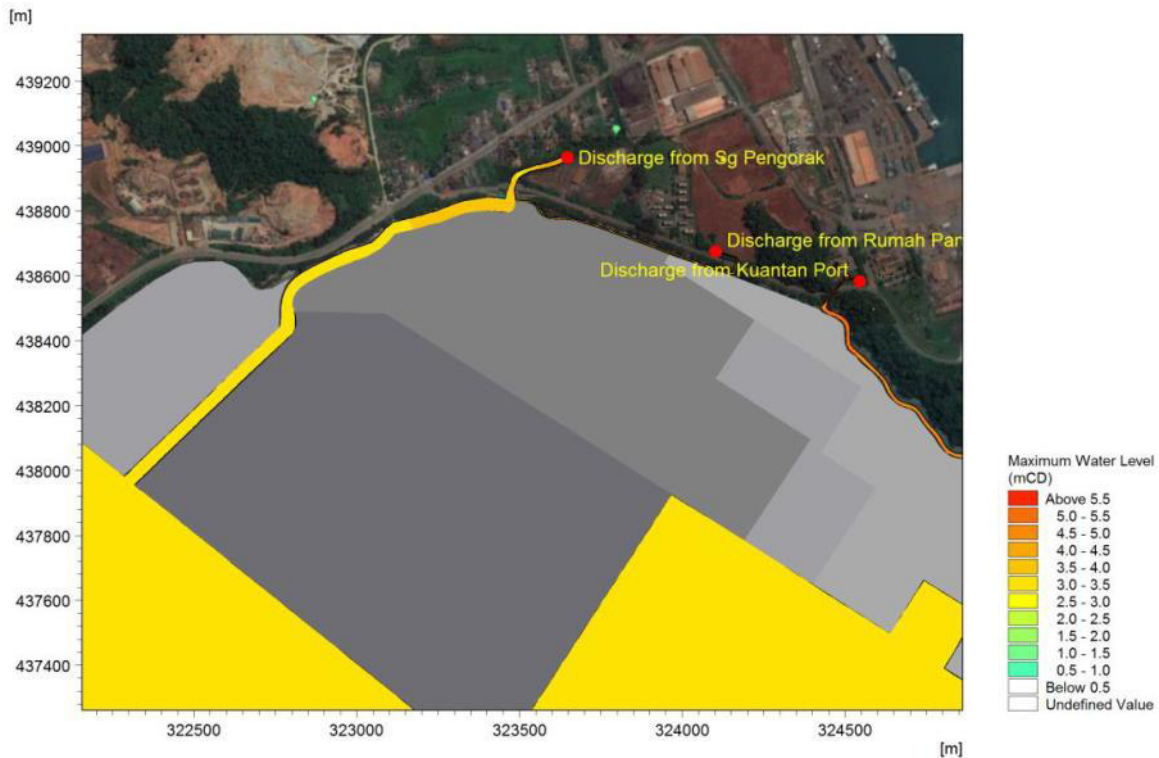 [m]
439200
439000
438800
438600
438400
438200
438000
437800
437600
437400
Discharge from Sg Pengorak
Discharge from Rumah Pan
Discharge from Kuantan Port
322500
323000
323500
324000
324500
[m]
Maximum Water Level
(mCD)
Above 5.5
5.0 - 5.5
4.5 - 5.0
4.0 - 4.5
3.5 - 4.0
3.0 - 3.5
2.5 - 3.0
2.0 - 2.5
1.5 - 2.0
1.0 - 1.5
0.5 - 1.0
Below 0.5
Undefined Value